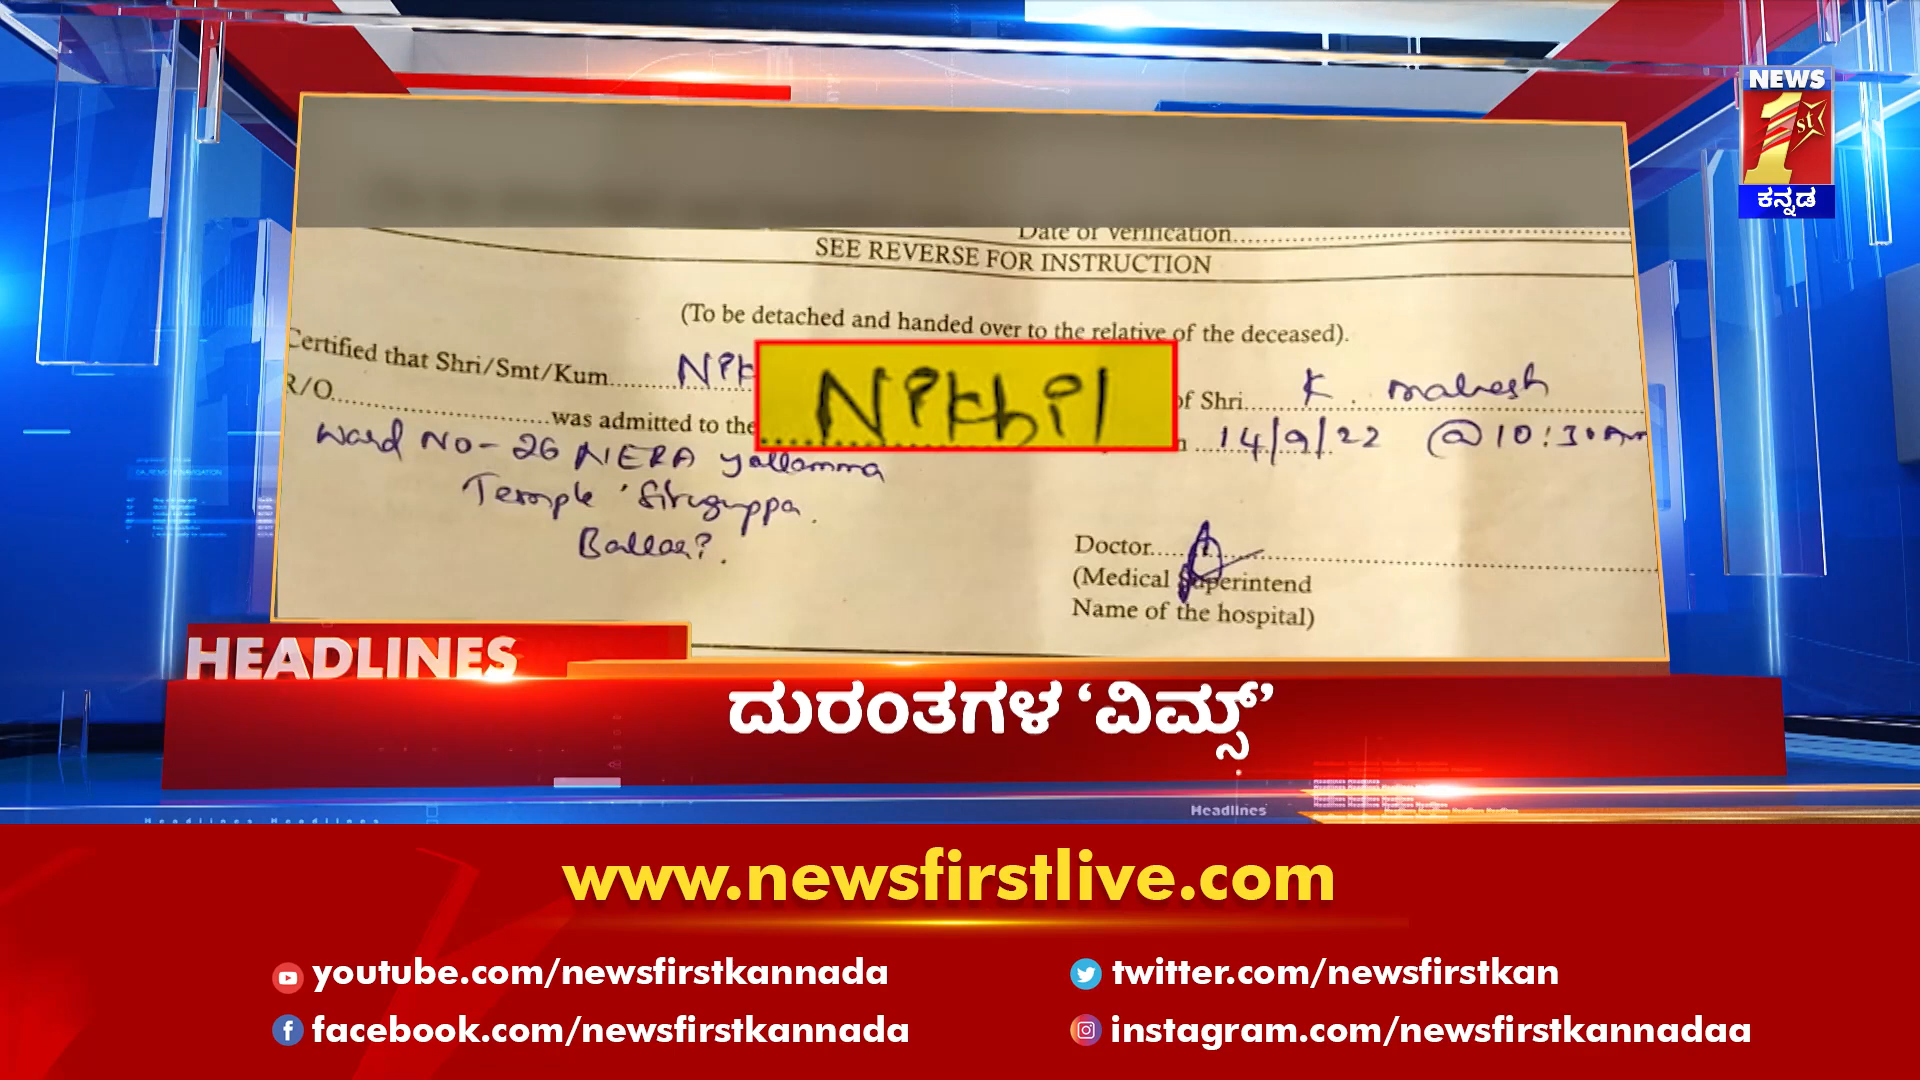 NEWS
1st
ಕನ್ನಡ
Date of Verification
SEE REVERSE FOR INSTRUCTION
(To be detached and handed over to the relative of the deceased).
Certified that Shri/Smt/Kum Nikhil of Shri K. Mahesh
R/O was admitted to the 14/9/22 @10:30Am
Ward No-26 NEAR Yallamma
Temple Siruguppa.
Doctor
(Medical Superintend
Name of the hospital)
HEADLINES
ದುರಂತಗಳ ‘ವಿಮ್ಸ್’
Headlines
www.newsfirstlive.com
youtube.com/newsfirstkannada
twitter.com/newsfirstkan
facebook.com/newsfirstkannada
instagram.com/newsfirstkannadaa